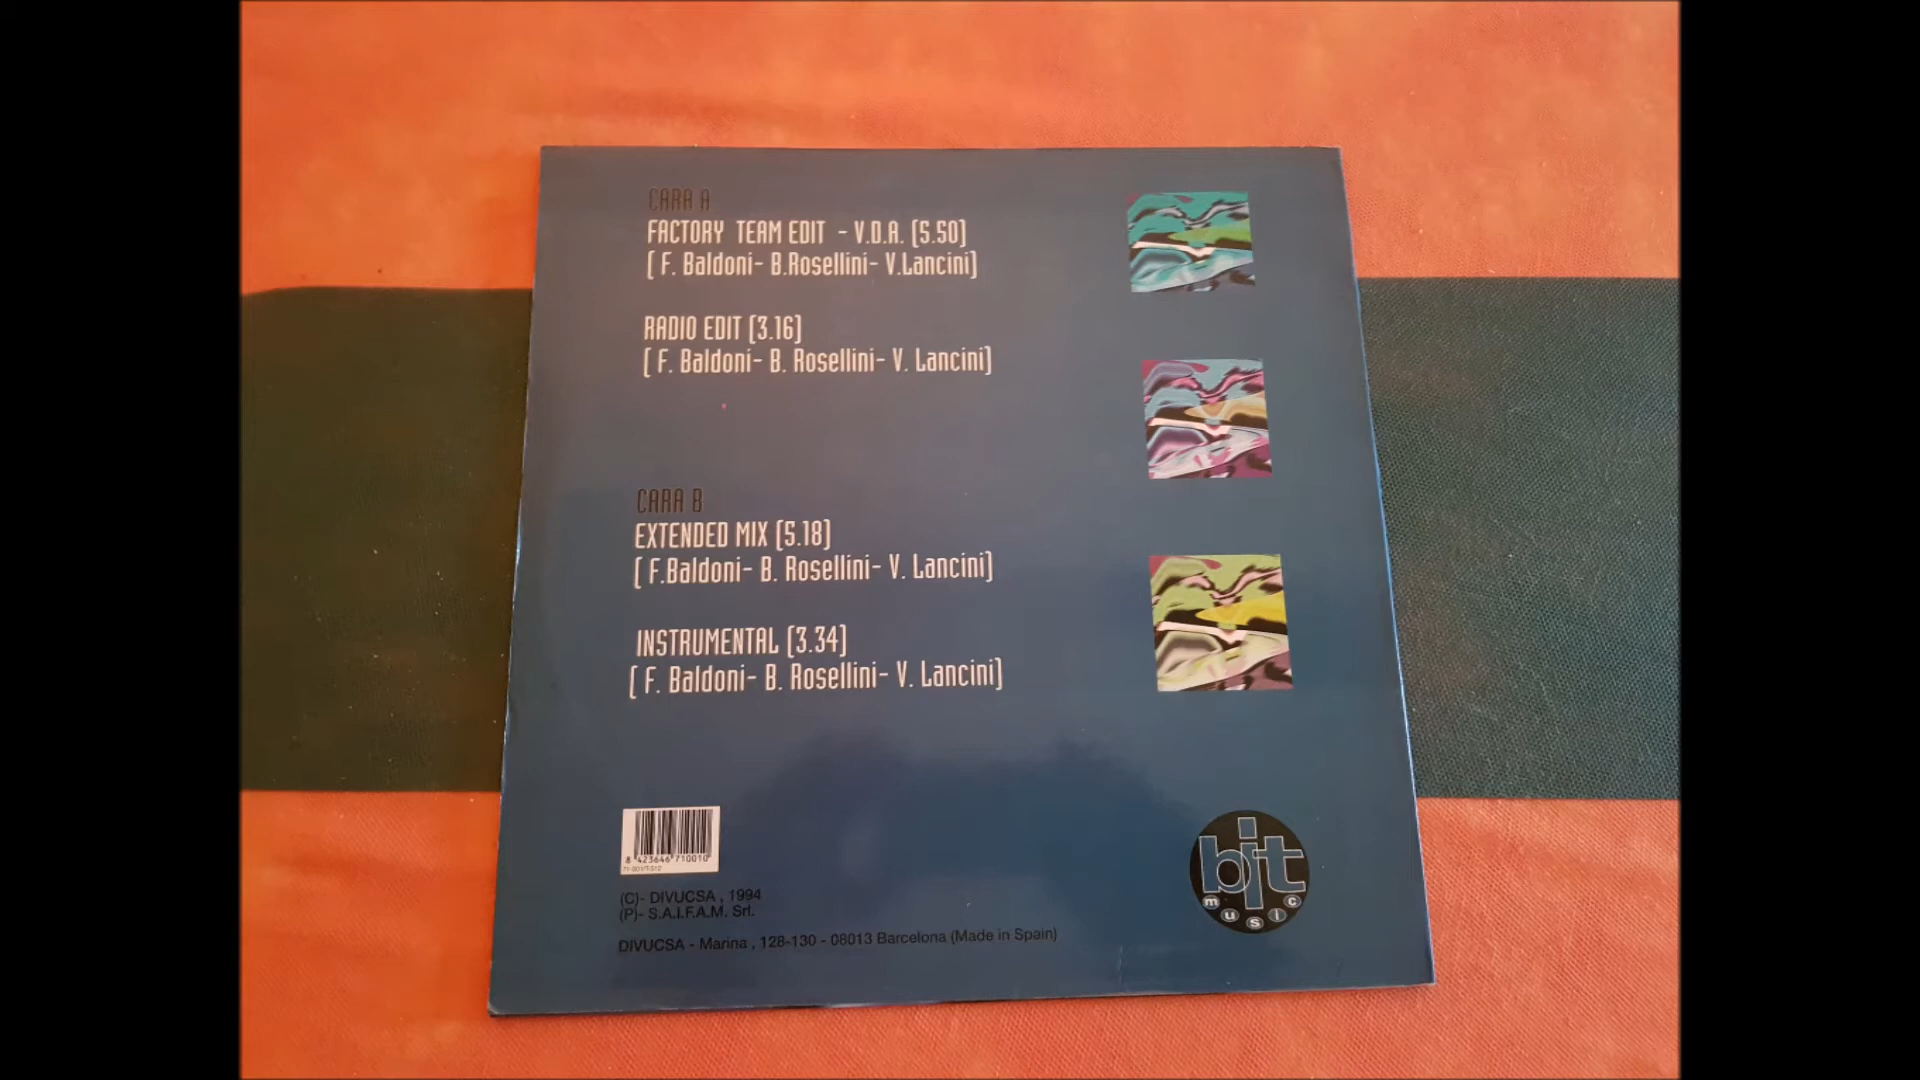 CARA A
FACTORY TEAM EDIT - V.D.A. [5.50]
[ F. Baldoni- B.Rosellini- V.Lancini]
RADIO EDIT [3.16]
[ F. Baldoni- B. Rosellini- V. Lancini]
CARA B
EXTENDED MIX [5.18]
[ F.Baldoni- B. Rosellini- V. Lancini]
INSTRUMENTAL [3.34]
[ F. Baldoni- B. Rosellini- V. Lancini]
8 423646 710010
(C)- DIVUCSA , 1994
(P)- S.A.I.F.A.M. Srl.
DIVUCSA - Marina , 128-130 - 08013 Barcelona (Made in Spain)
bit
music